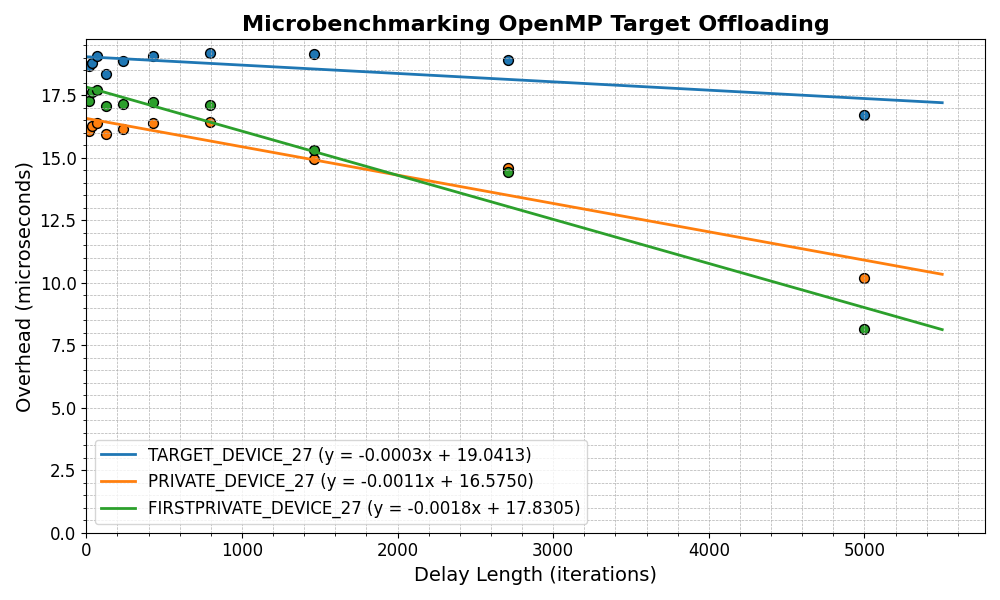 Microbenchmarking OpenMP Target Offloading
Overhead (microseconds)
17.5
15.0
12.5
10.0
7.5
5.0
2.5
0.0
TARGET_DEVICE_27 (y = -0.0003x + 19.0413)
PRIVATE_DEVICE_27 (y = -0.0011x + 16.5750)
FIRSTPRIVATE_DEVICE_27 (y = -0.0018x + 17.8305)
0 1000 2000 3000 4000 5000
Delay Length (iterations)